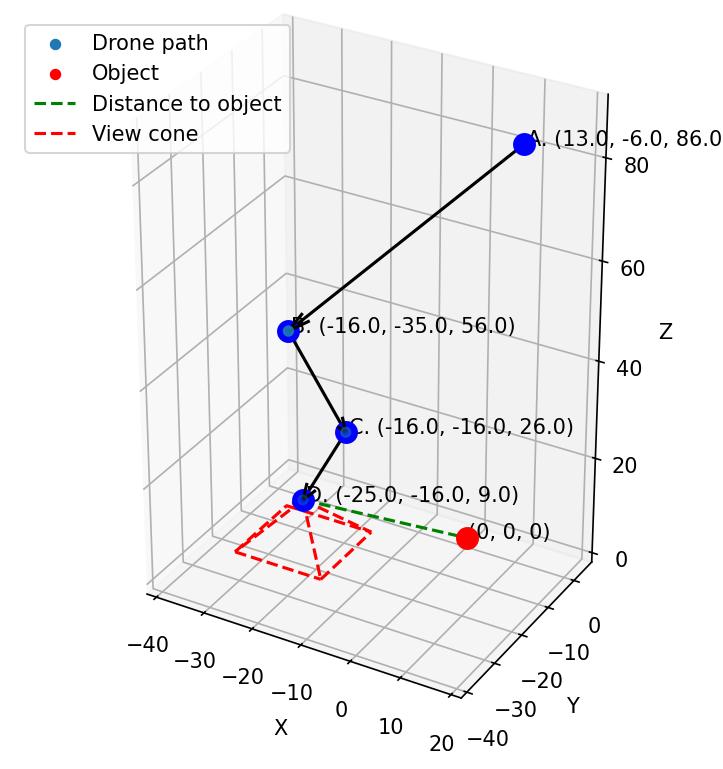 Drone path
Object
Distance to object
View cone
A. (13.0, -6.0, 86.0
80
60
Z
B. (-16.0, -35.0, 56.0)
40
C. (-16.0, -16.0, 26.0)
20
D. (-25.0, -16.0, 9.0)
(0, 0, 0)
0
0
−10
−20
−30
−40
Y
−40
−30
−20
−10
0
10
20
X